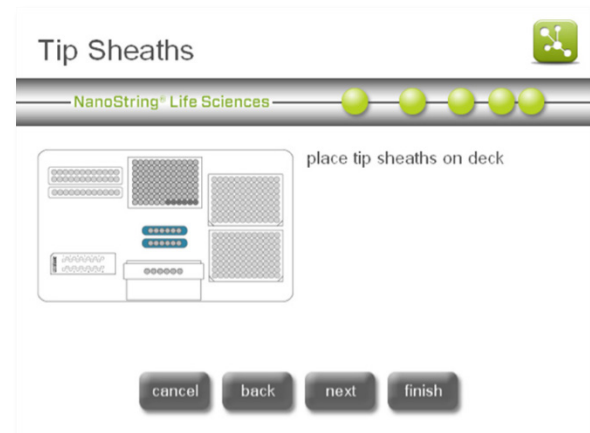 Tip Sheaths
NanoString® Life Sciences
place tip sheaths on deck
cancel
back
next
finish